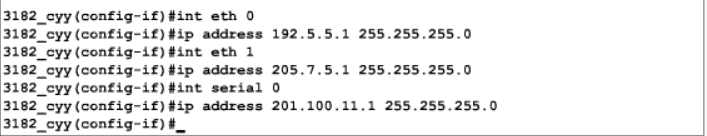 3182_cyy(config-if)#int eth 0
3182_cyy(config-if)#ip address 192.5.5.1 255.255.255.0
3182_cyy(config-if)#int eth 1
3182_cyy(config-if)#ip address 205.7.5.1 255.255.255.0
3182_cyy(config-if)#int serial 0
3182_cyy(config-if)#ip address 201.100.11.1 255.255.255.0
3182_cyy(config-if)#_